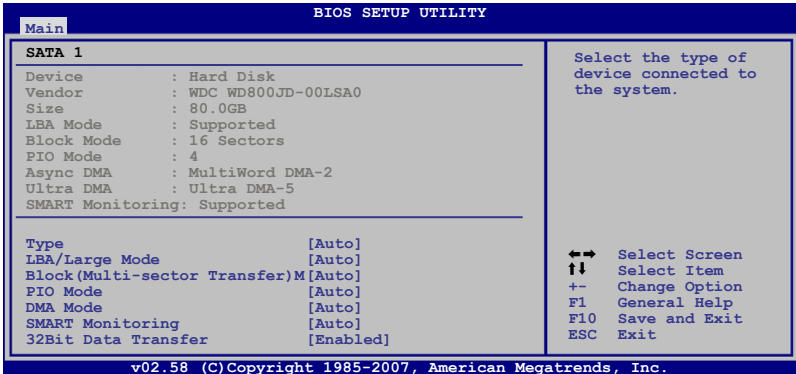 BIOS SETUP UTILITY
Main
SATA 1
Device : Hard Disk
Vendor : WDC WD800JD-00LSA0
Size : 80.0GB
LBA Mode : Supported
Block Mode : 16 Sectors
PIO Mode : 4
Async DMA : MultiWord DMA-2
Ultra DMA : Ultra DMA-5
SMART Monitoring: Supported
Type [Auto]
LBA/Large Mode [Auto]
Block(Multi-sector Transfer)M[Auto]
PIO Mode [Auto]
DMA Mode [Auto]
SMART Monitoring [Auto]
32Bit Data Transfer [Enabled]
Select the type of
device connected to
the system.
←→ Select Screen
↑↓ Select Item
+- Change Option
F1 General Help
F10 Save and Exit
ESC Exit
v02.58 (C)Copyright 1985-2007, American Megatrends, Inc.